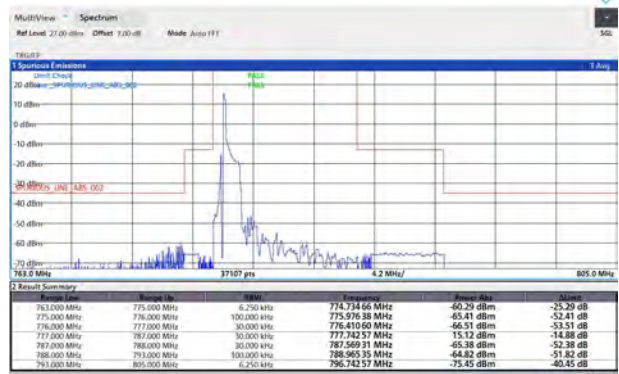 MultiView Spectrum
Ref Level 27.00 dBm Offset 7.00 dB Mode Auto FFT
SGL
1 Spurious Emissions
Limit Check PASS
20 dBm
PASS
10 dBm
0 dBm
-10 dBm
-20 dBm
-30 dBm
SPURIOUS_LINE_ABS_002
-40 dBm
-50 dBm
-60 dBm
-70 dBm
763.0 MHz 37107 pts 4.2 MHz/ 805.0 MHz
2 Result Summary
Range Low Range Up RBW Frequency Power Abs ΔLimit
763.000 MHz 775.000 MHz 6.250 kHz 774.734 66 MHz -60.29 dBm -25.29 dB
775.000 MHz 776.000 MHz 100.000 kHz 775.976 38 MHz -65.41 dBm -52.41 dB
776.000 MHz 777.000 MHz 30.000 kHz 776.410 60 MHz -66.51 dBm -53.51 dB
777.000 MHz 787.000 MHz 30.000 kHz 777.742 57 MHz 15.12 dBm -14.88 dB
787.000 MHz 788.000 MHz 30.000 kHz 787.569 31 MHz -65.38 dBm -52.38 dB
788.000 MHz 793.000 MHz 100.000 kHz 788.965 35 MHz -64.82 dBm -51.82 dB
793.000 MHz 805.000 MHz 6.250 kHz 796.742 57 MHz -75.45 dBm -40.45 dB